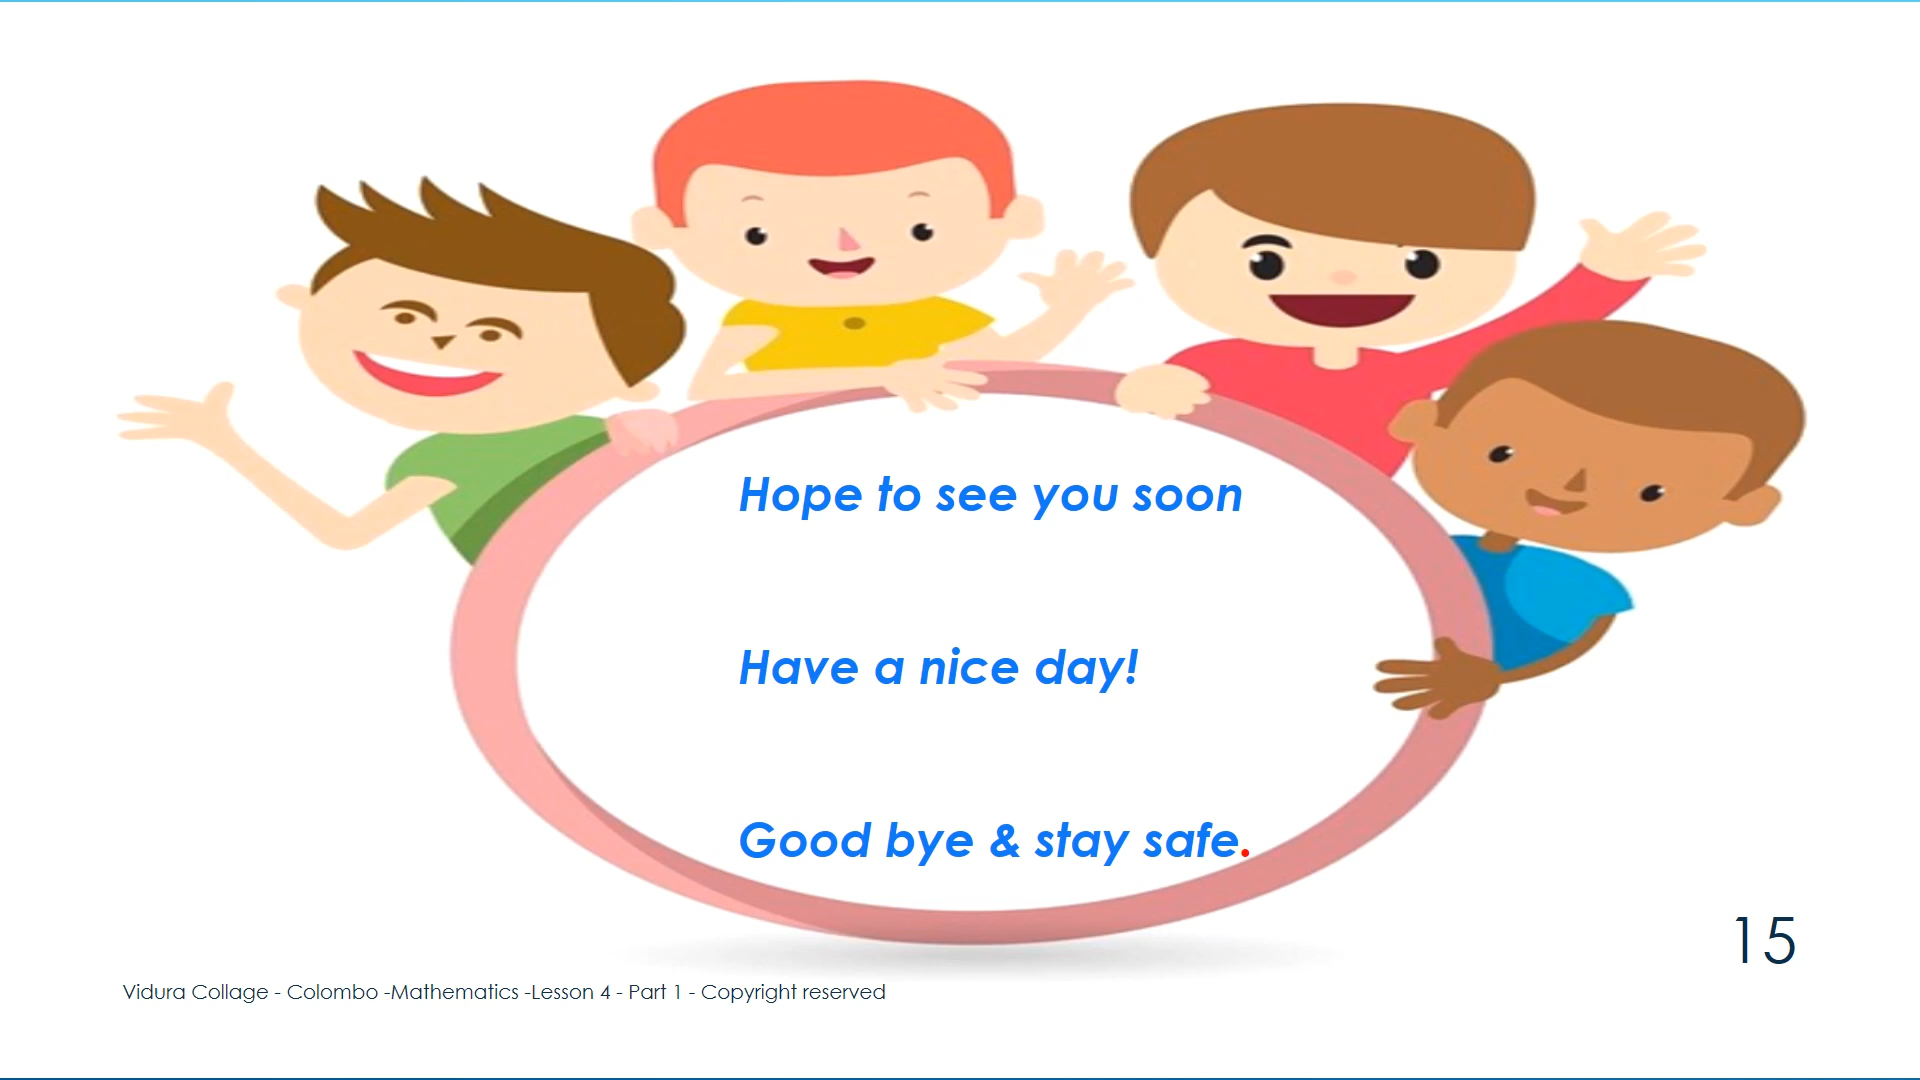 Hope to see you soon
Have a nice day!
Good bye & stay safe.
15
Vidura Collage - Colombo -Mathematics -Lesson 4 - Part 1 - Copyright reserved